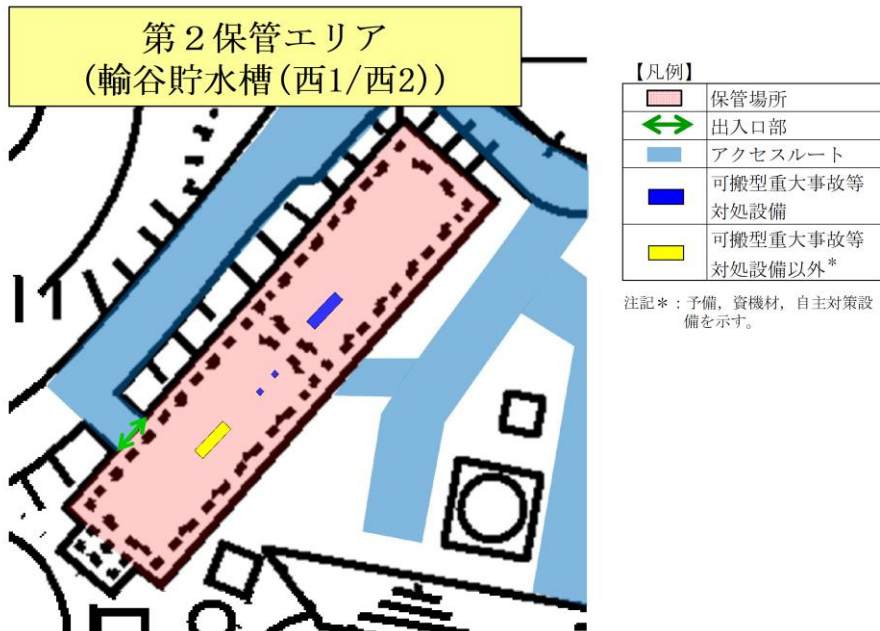 第２保管エリア
(輪谷貯水槽(西1/西2))
【凡例】
保管場所
出入口部
アクセスルート
可搬型重大事故等
対処設備
可搬型重大事故等
対処設備以外*
注記＊：予備，資機材，自主対策設
備を示す。